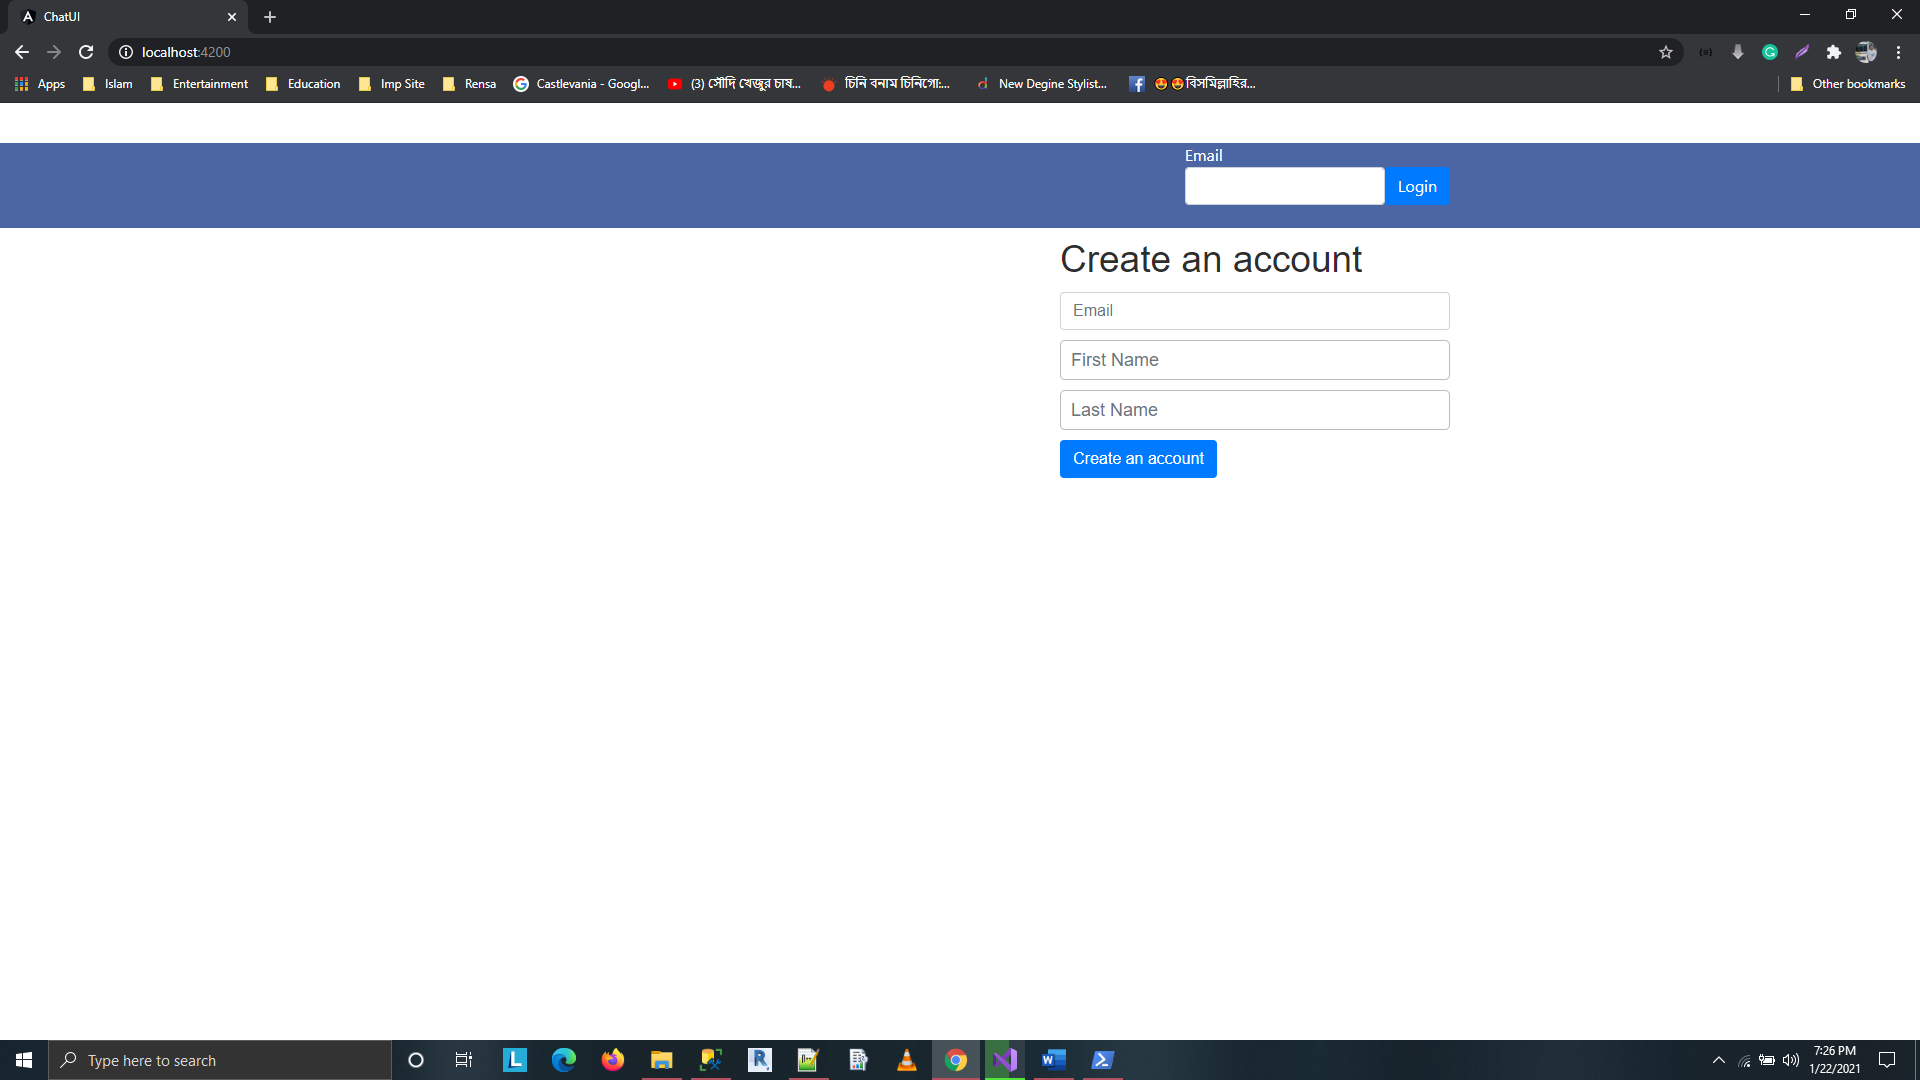 ChatUI
localhost:4200
Apps
Islam
Entertainment
Education
Imp Site
Rensa
Castlevania - Googl...
(3) সৌদি খেজুর চাষ...
চিনি বনাম চিনিগো:...
New Degine Stylist...
😍😍বিসমিল্লাহির...
Other bookmarks
Email
Login
Create an account
Email
First Name
Last Name
Create an account
Type here to search
7:26 PM
1/22/2021